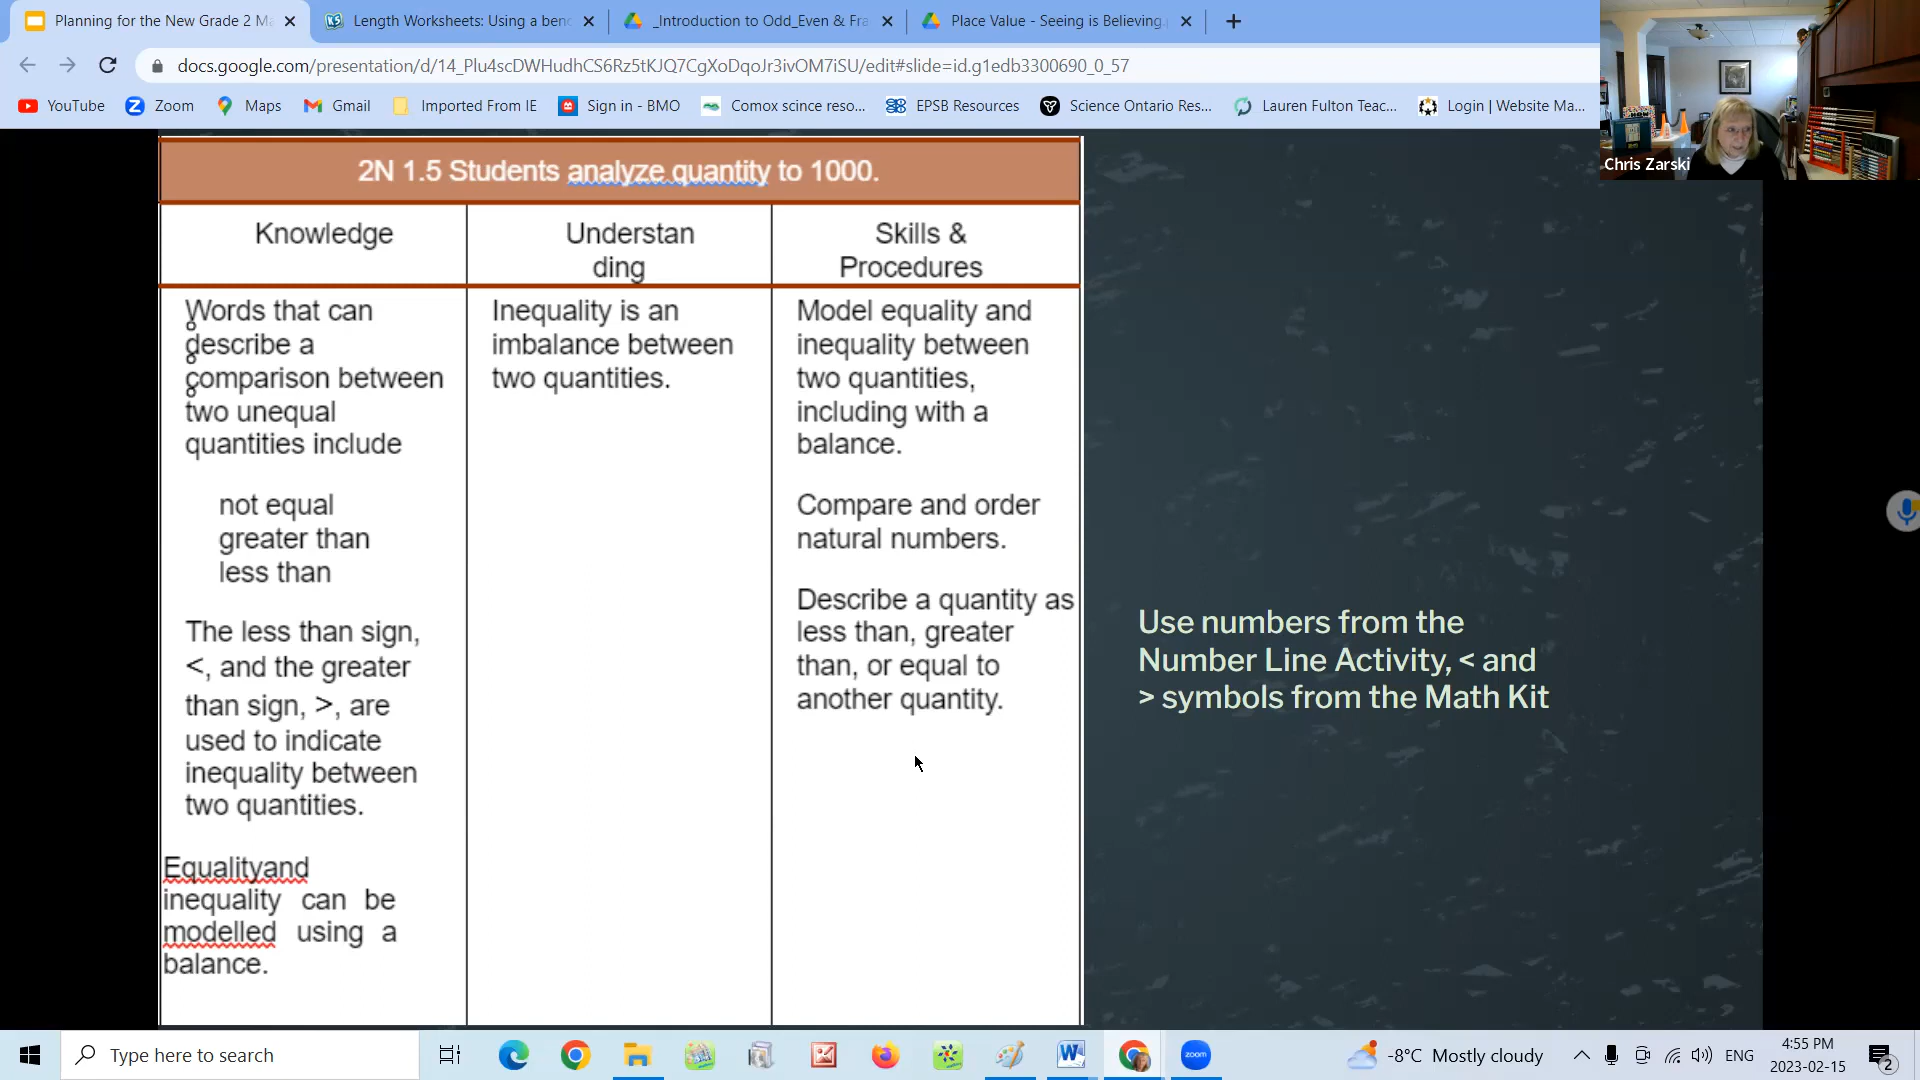 Planning for the New Grade 2 Ma
Length Worksheets: Using a benc
_Introduction to Odd_Even & Fra
Place Value - Seeing is Believing.
docs.google.com/presentation/d/14_Plu4scDWHudhCS6Rz5tKJQ7CgXoDqoJr3ivOM7iSU/edit#slide=id.g1edb3300690_0_57
YouTube
Zoom
Maps
Gmail
Imported From IE
Sign in - BMO
Comox scince reso...
EPSB Resources
Science Ontario Res...
Lauren Fulton Teac...
Login | Website Ma...
Chris Zarski
2N 1.5 Students analyze quantity to 1000.
Knowledge
Understan
ding
Skills &
Procedures
Words that can
describe a
comparison between
two unequal
quantities include
not equal
greater than
less than
The less than sign,
<, and the greater
than sign, >, are
used to indicate
inequality between
two quantities.
Equalityand
inequality can be
modelled using a
balance.
Inequality is an
imbalance between
two quantities.
Model equality and
inequality between
two quantities,
including with a
balance.
Compare and order
natural numbers.
Describe a quantity as
less than, greater
than, or equal to
another quantity.
Use numbers from the
Number Line Activity, < and
> symbols from the Math Kit
Type here to search
zoom
-8°C Mostly cloudy
ENG
4:55 PM
2023-02-15
2